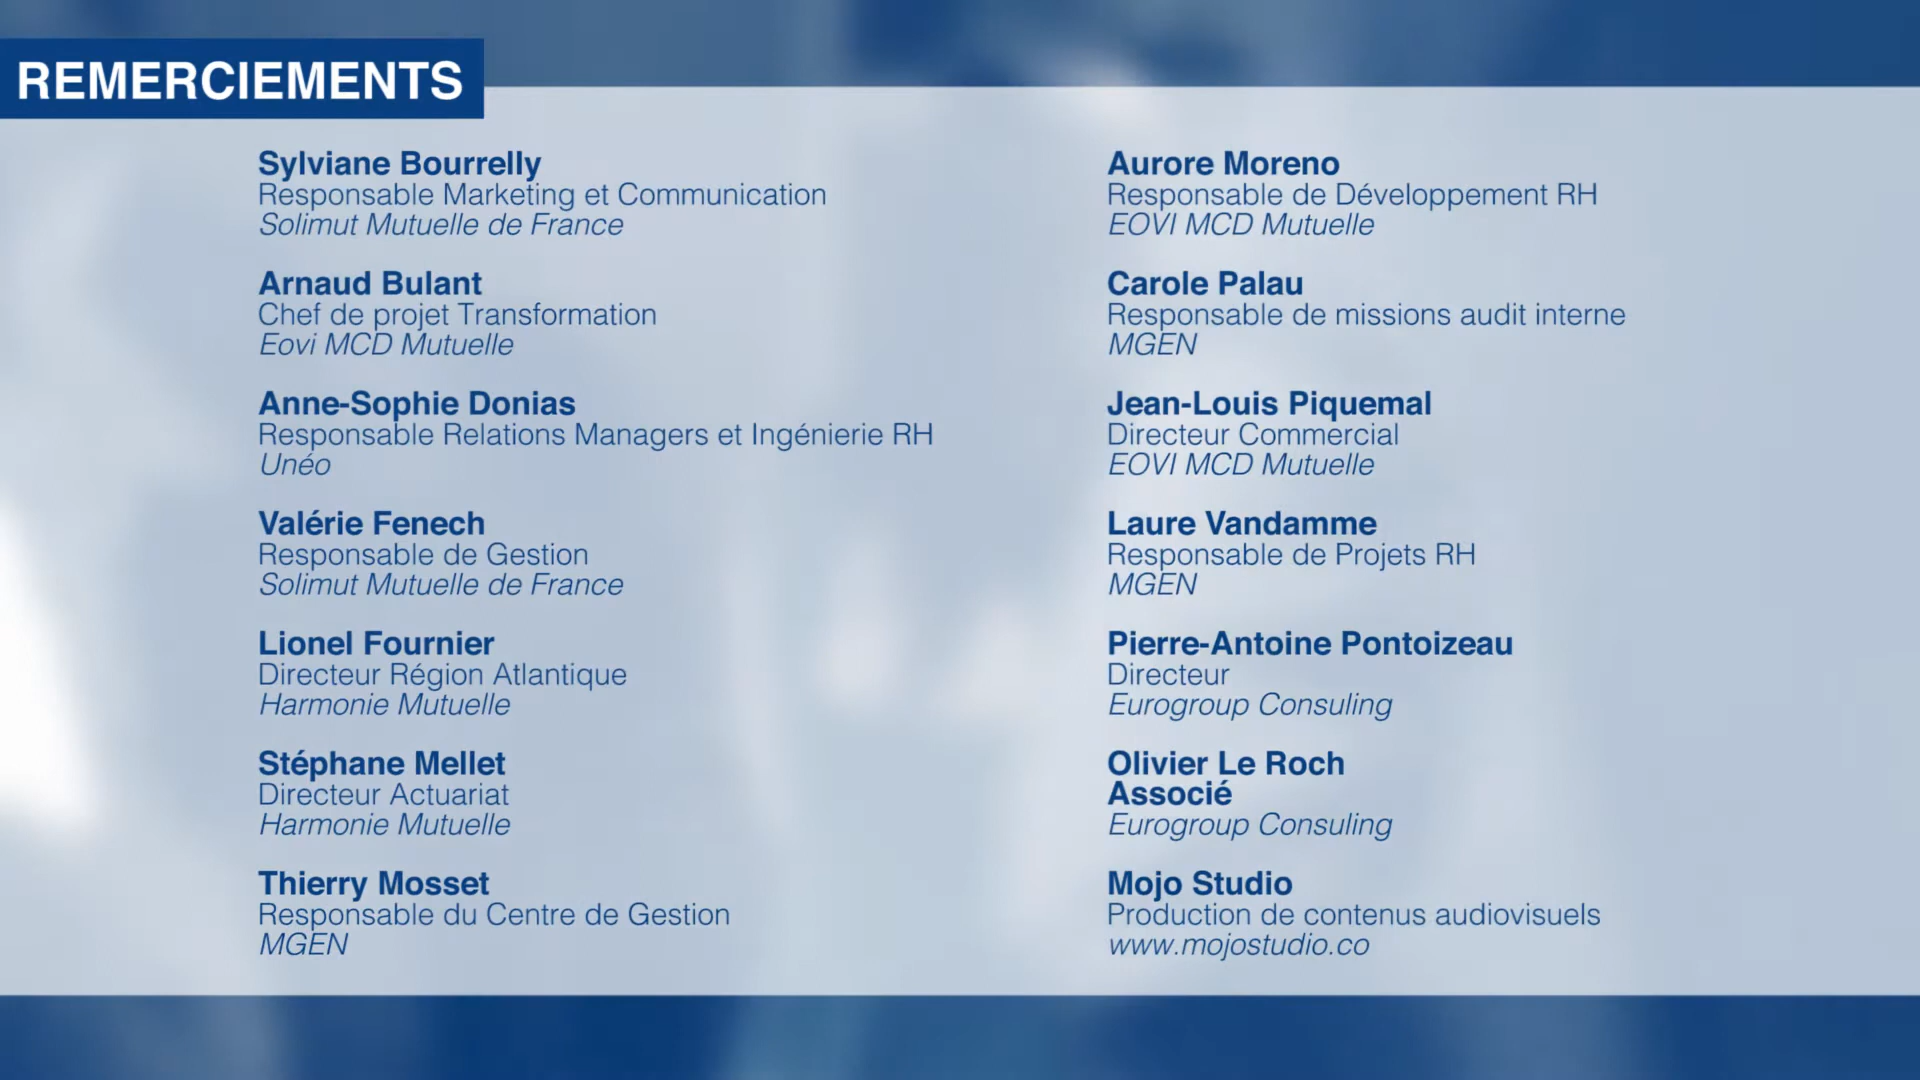 REMERCIEMENTS
Sylviane Bourrelly
Responsable Marketing et Communication
Solimut Mutuelle de France
Arnaud Bulant
Chef de projet Transformation
Eovi MCD Mutuelle
Anne-Sophie Donias
Responsable Relations Managers et Ingénierie RH
Unéo
Valérie Fenech
Responsable de Gestion
Solimut Mutuelle de France
Lionel Fournier
Directeur Région Atlantique
Harmonie Mutuelle
Stéphane Mellet
Directeur Actuariat
Harmonie Mutuelle
Thierry Mosset
Responsable du Centre de Gestion
MGEN
Aurore Moreno
Responsable de Développement RH
EOVI MCD Mutuelle
Carole Palau
Responsable de missions audit interne
MGEN
Jean-Louis Piquemal
Directeur Commercial
EOVI MCD Mutuelle
Laure Vandamme
Responsable de Projets RH
MGEN
Pierre-Antoine Pontoizeau
Directeur
Eurogroup Consuling
Olivier Le Roch
Associé
Eurogroup Consuling
Mojo Studio
Production de contenus audiovisuels
www.mojostudio.co